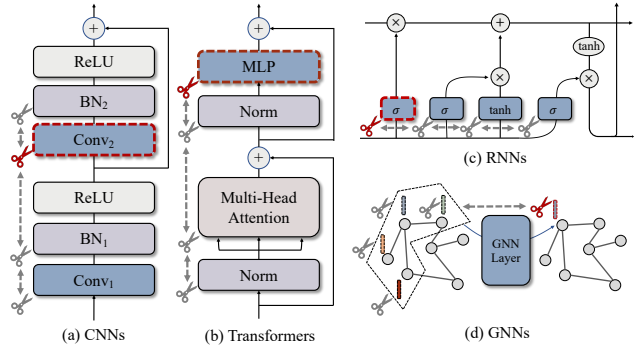 +
ReLU
BN₂
Conv₂
ReLU
BN₁
Conv₁
(a) CNNs
+
MLP
Norm
+
Multi-Head
Attention
Norm
(b) Transformers
×
+
tanh
×
×
σ
σ
tanh
σ
(c) RNNs
GNN
Layer
(d) GNNs